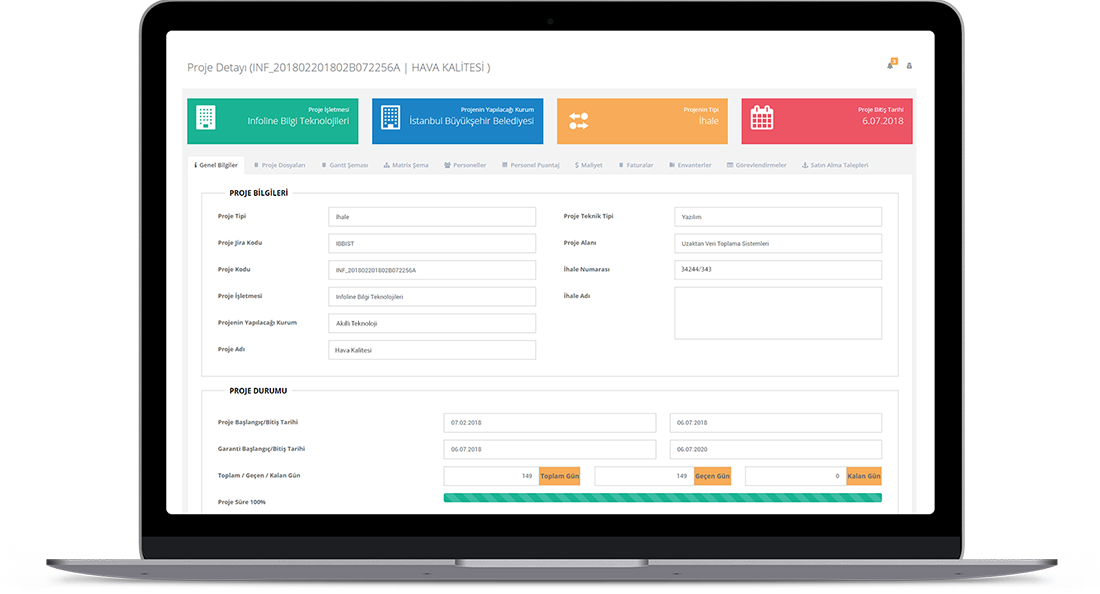 Proje Detayı (INF_201802201802B072256A | HAVA KALİTESİ )
Proje İşletmesi
Infoline Bilgi Teknolojileri
Projenin Yapılacağı Kurum
İstanbul Büyükşehir Belediyesi
Projenin Tipi
İhale
Proje Bitiş Tarihi
6.07.2018
Genel Bilgiler Proje Dosyaları Gantt Şeması Matrix Şema Personeller Personel Puantaj $ Maliyet Faturalar Envanterler Görevlendirmeler Satın Alma Talepleri
PROJE BİLGİLERİ
Proje Tipi İhale Proje Teknik Tipi Yazılım
Proje Jira Kodu IBBIST Proje Alanı Uzaktan Veri Toplama Sistemleri
Proje Kodu INF_201802201802B072256A İhale Numarası 34244/343
Proje İşletmesi Infoline Bilgi Teknolojileri İhale Adı
Projenin Yapılacağı Kurum Akıllı Teknoloji
Proje Adı Hava Kalitesi
PROJE DURUMU
Proje Başlangıç/Bitiş Tarihi 07.02.2018 06.07.2018
Garanti Başlangıç/Bitiş Tarihi 06.07.2018 06.07.2020
Toplam / Geçen / Kalan Gün 149 Toplam Gün 149 Geçen Gün 0 Kalan Gün
Proje Süre 100%